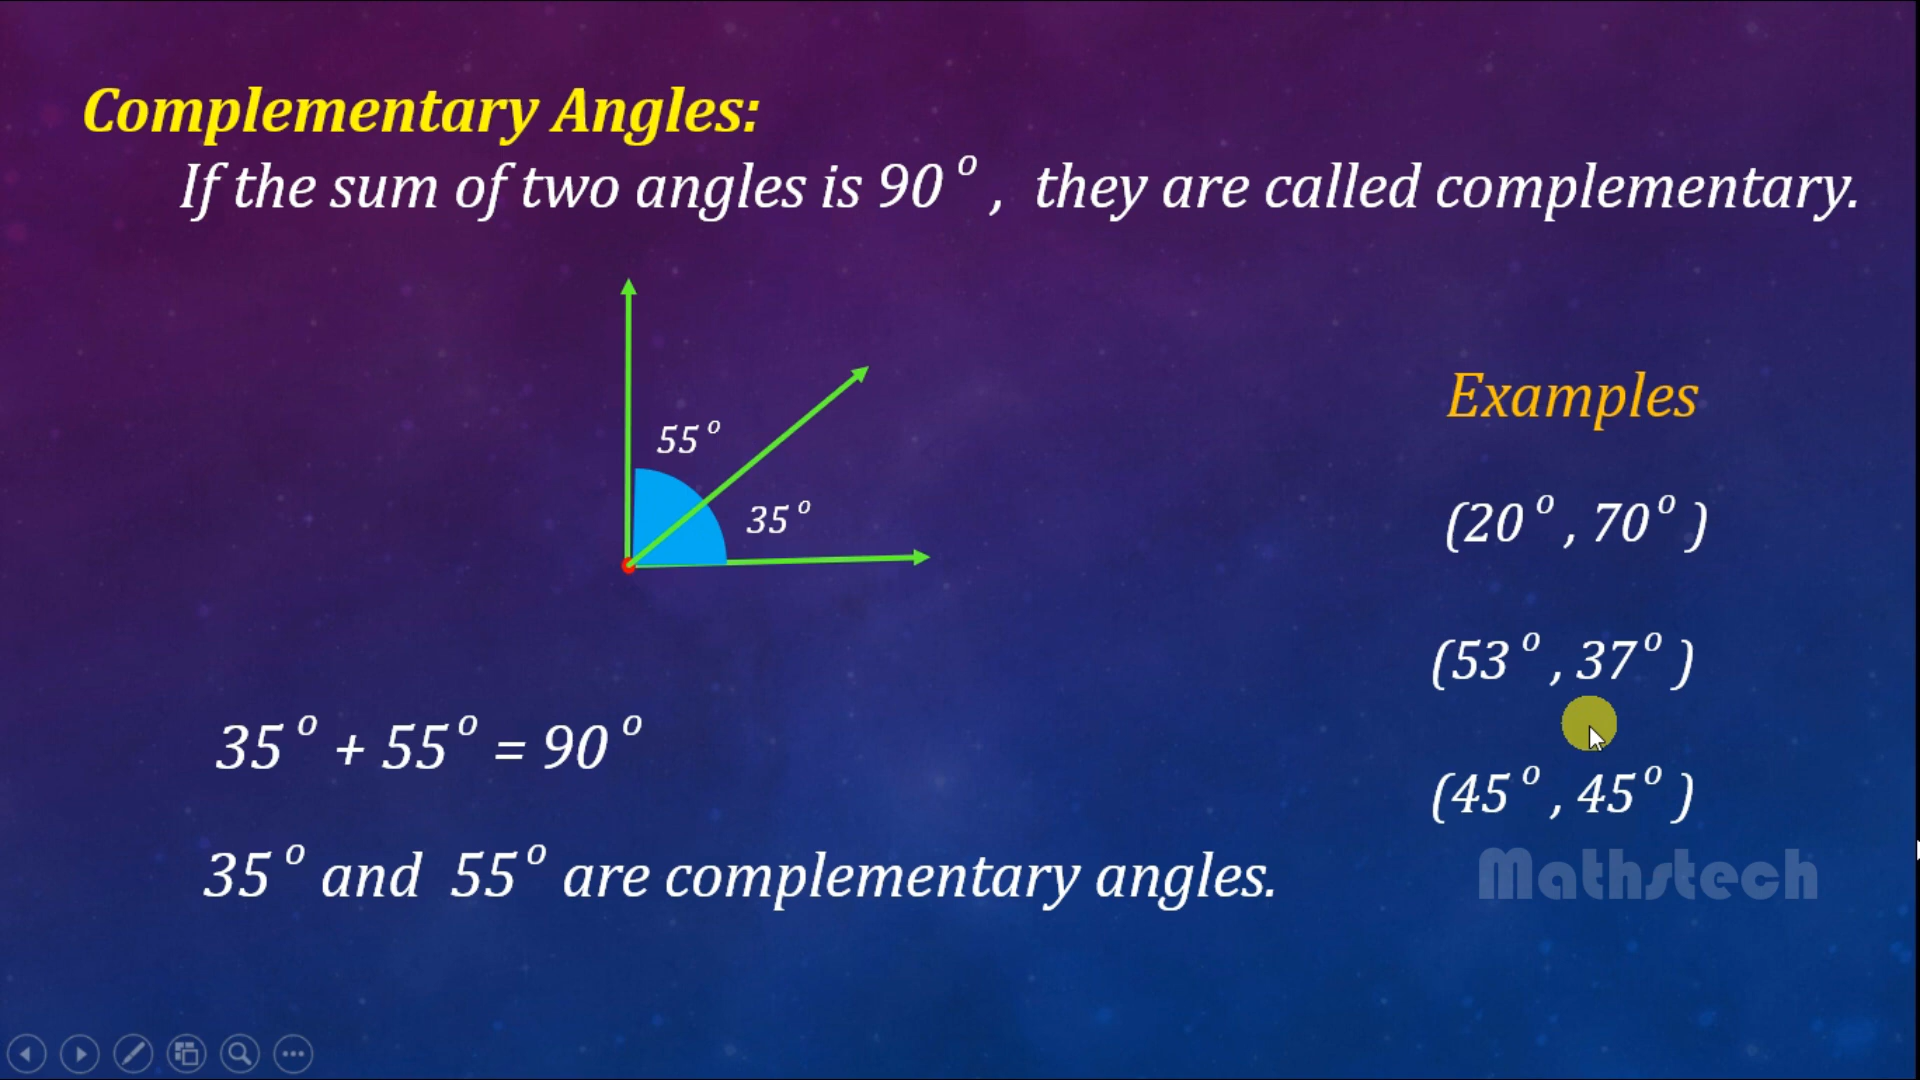 Complementary Angles:
If the sum of two angles is 90°, they are called complementary.
55°
35°
Examples
(20°, 70°)
(53°, 37°)
(45°, 45°)
35° + 55° = 90°
35° and 55° are complementary angles.
Mathstech